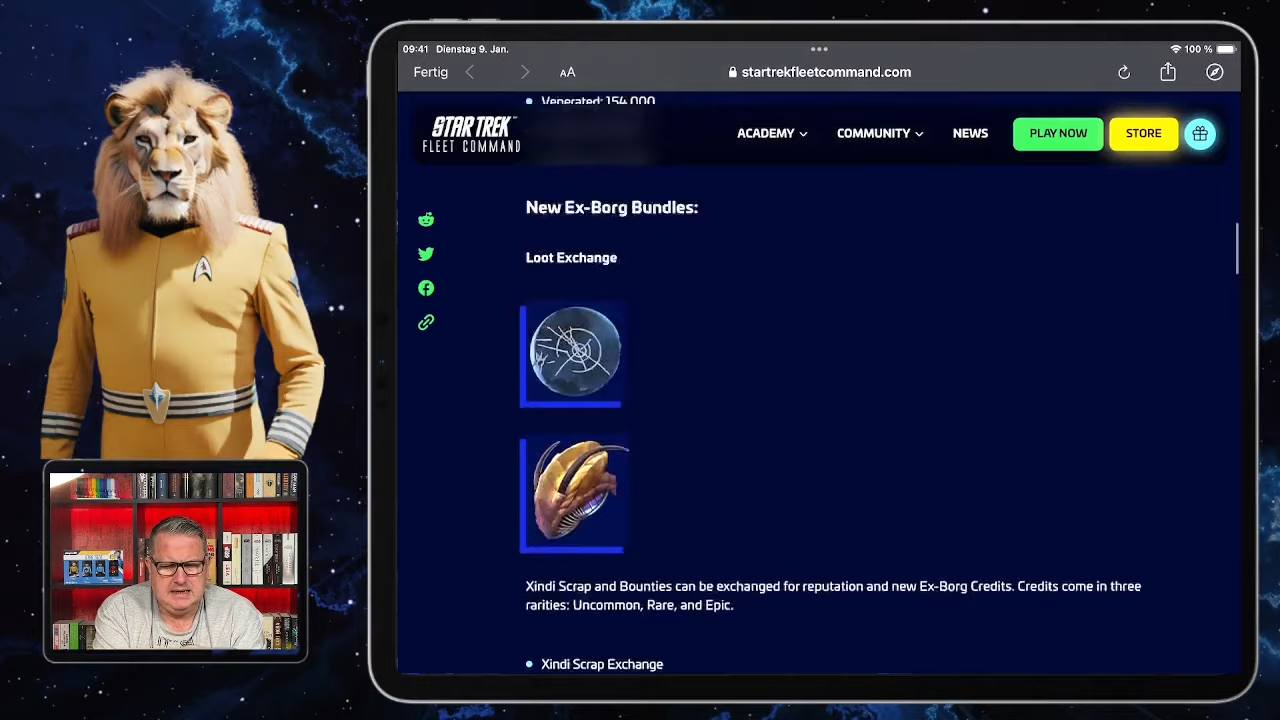 09:41 Dienstag 9. Jan.
100 %
Fertig
AA
startrekfleetcommand.com
Venerated: 154,000
STAR TREK
FLEET COMMAND
ACADEMY
COMMUNITY
NEWS
PLAY NOW
STORE
New Ex-Borg Bundles:
Loot Exchange
Xindi Scrap and Bounties can be exchanged for reputation and new Ex-Borg Credits. Credits come in three
rarities: Uncommon, Rare, and Epic.
Xindi Scrap Exchange